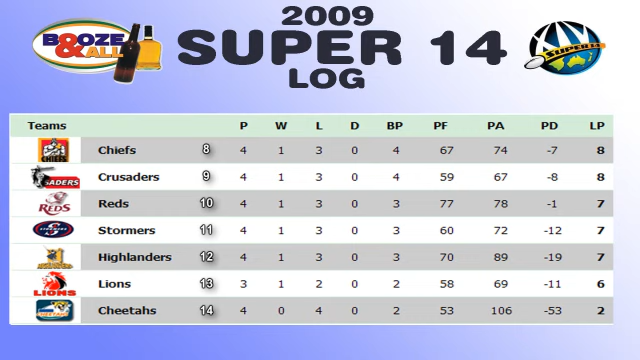 2009
BOOZE
&ALL
SUPER 14
SUPER 14
LOG
Teams P W L D BP PF PA PD LP
CHIEFS Chiefs 8 4 1 3 0 4 67 74 -7 8
SADERS Crusaders 9 4 1 3 0 4 59 67 -8 8
REDS Reds 10 4 1 3 0 3 77 78 -1 7
Stormers 11 4 1 3 0 3 60 72 -12 7
Highlanders 12 4 1 3 0 3 70 89 -19 7
LIONS Lions 13 3 1 2 0 2 58 69 -11 6
Cheetahs 14 4 0 4 0 2 53 106 -53 2